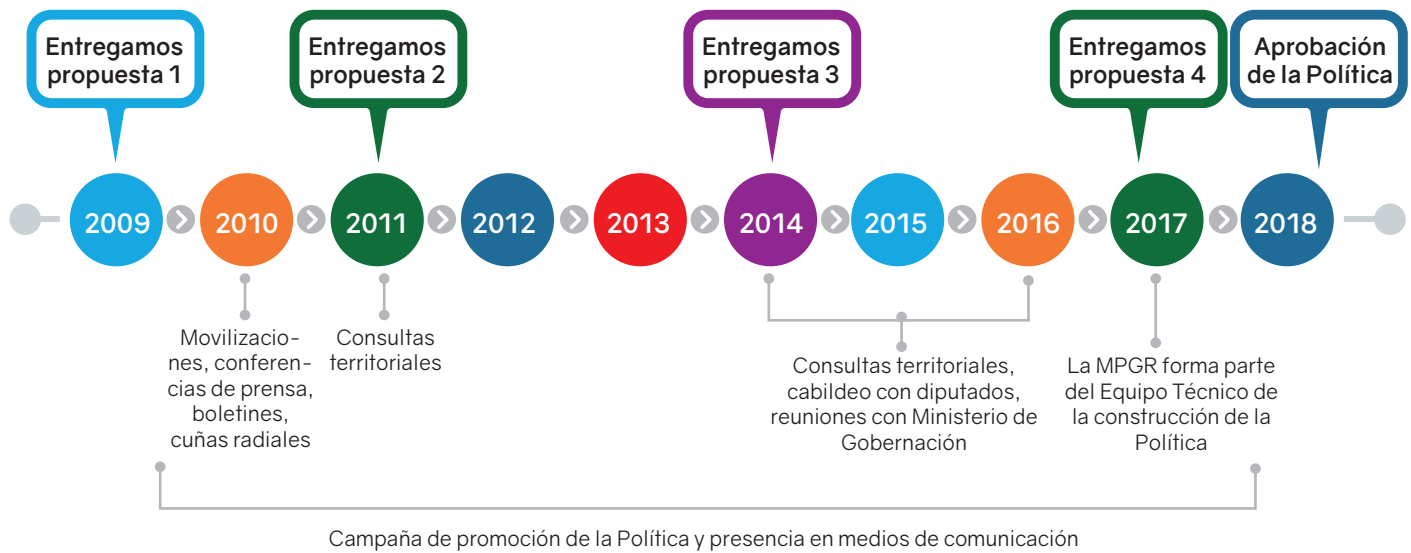 Entregamos
propuesta 1
Entregamos
propuesta 2
Entregamos
propuesta 3
Entregamos
propuesta 4
Aprobación
de la Política
2009
2010
2011
2012
2013
2014
2015
2016
2017
2018
Movilizacio-
nes, conferen-
cias de prensa,
boletines,
cuñas radiales
Consultas
territoriales
Consultas territoriales,
cabildeo con diputados,
reuniones con Ministerio de
Gobernación
La MPGR forma parte
del Equipo Técnico de
la construcción de la
Política
Campaña de promoción de la Política y presencia en medios de comunicación